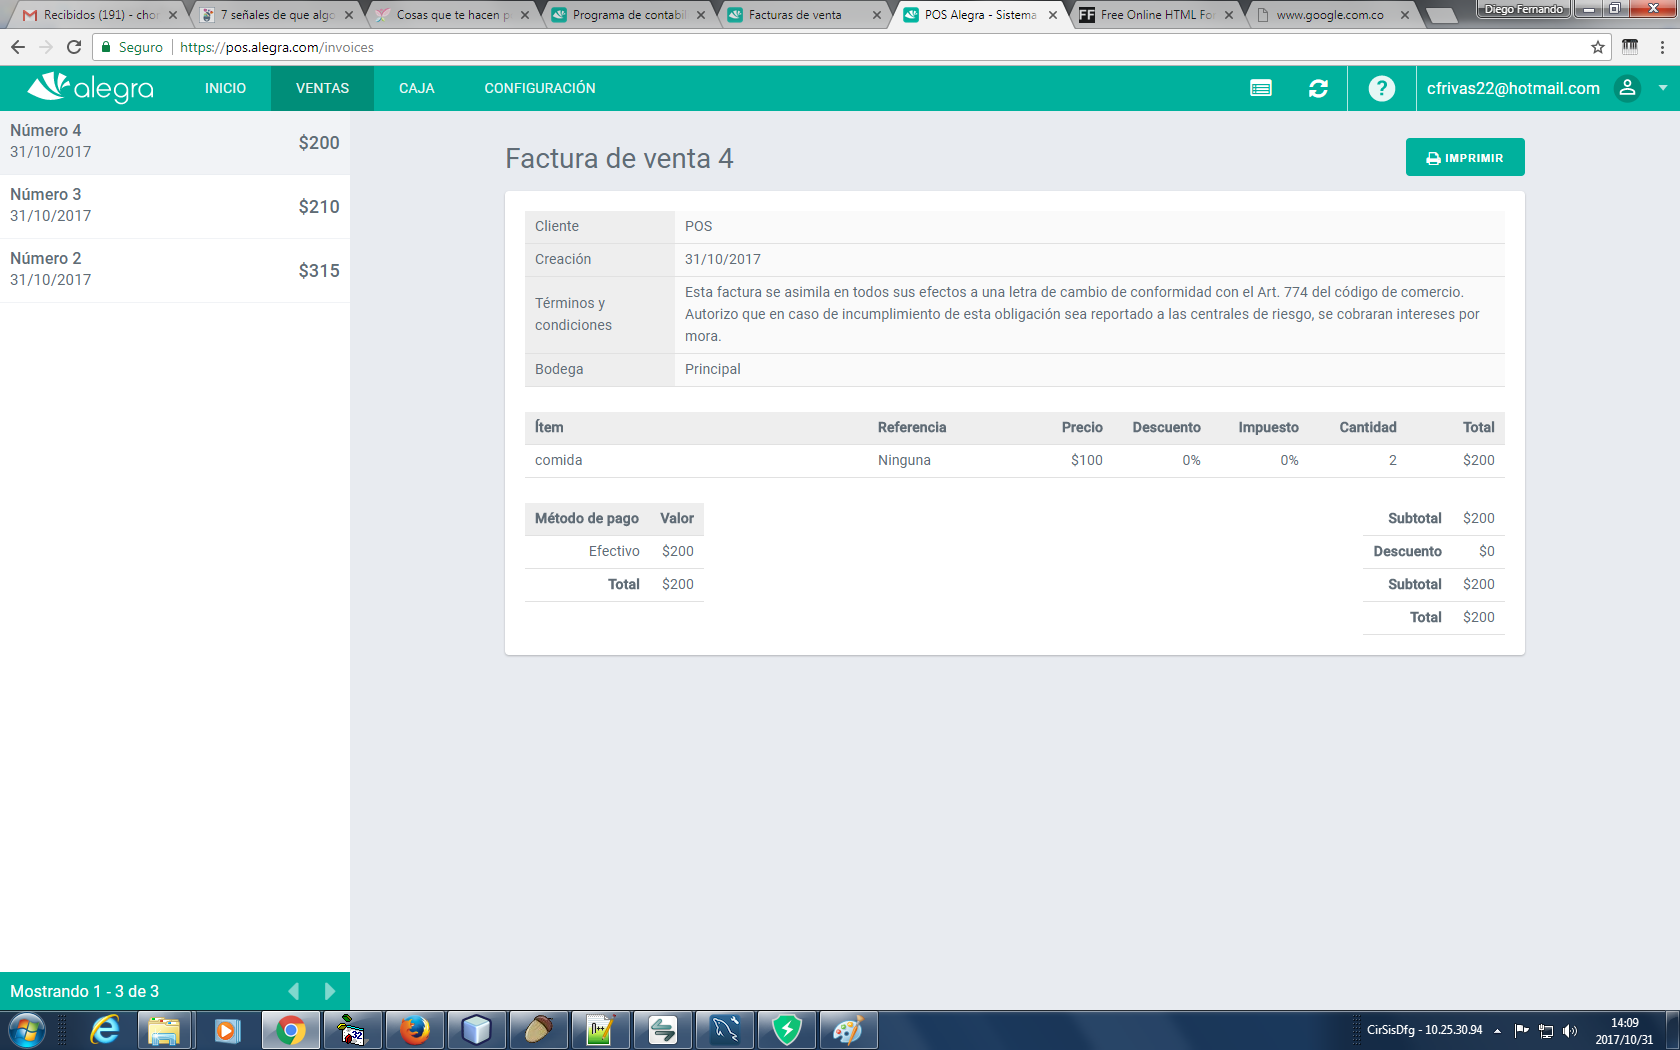 Recibidos (191) - chor
7 señales de que algo
Cosas que te hacen p
Programa de contabil
Facturas de venta
POS Alegra - Sistema
FF Free Online HTML For
www.google.com.co
Diego Fernando
Seguro
https://pos.alegra.com/invoices
alegra
INICIO
VENTAS
CAJA
CONFIGURACIÓN
?
cfrivas22@hotmail.com
Número 4
31/10/2017
$200
Número 3
31/10/2017
$210
Número 2
31/10/2017
$315
Factura de venta 4
IMPRIMIR
Cliente POS
Creación 31/10/2017
Términos y condiciones
Esta factura se asimila en todos sus efectos a una letra de cambio de conformidad con el Art. 774 del código de comercio.
Autorizo que en caso de incumplimiento de esta obligación sea reportado a las centrales de riesgo, se cobraran intereses por
mora.
Bodega Principal
Ítem Referencia Precio Descuento Impuesto Cantidad Total
comida Ninguna $100 0% 0% 2 $200
Método de pago Valor
Efectivo $200
Total $200
Subtotal $200
Descuento $0
Subtotal $200
Total $200
Mostrando 1 - 3 de 3
CirSisDfg - 10.25.30.94
14:09
2017/10/31